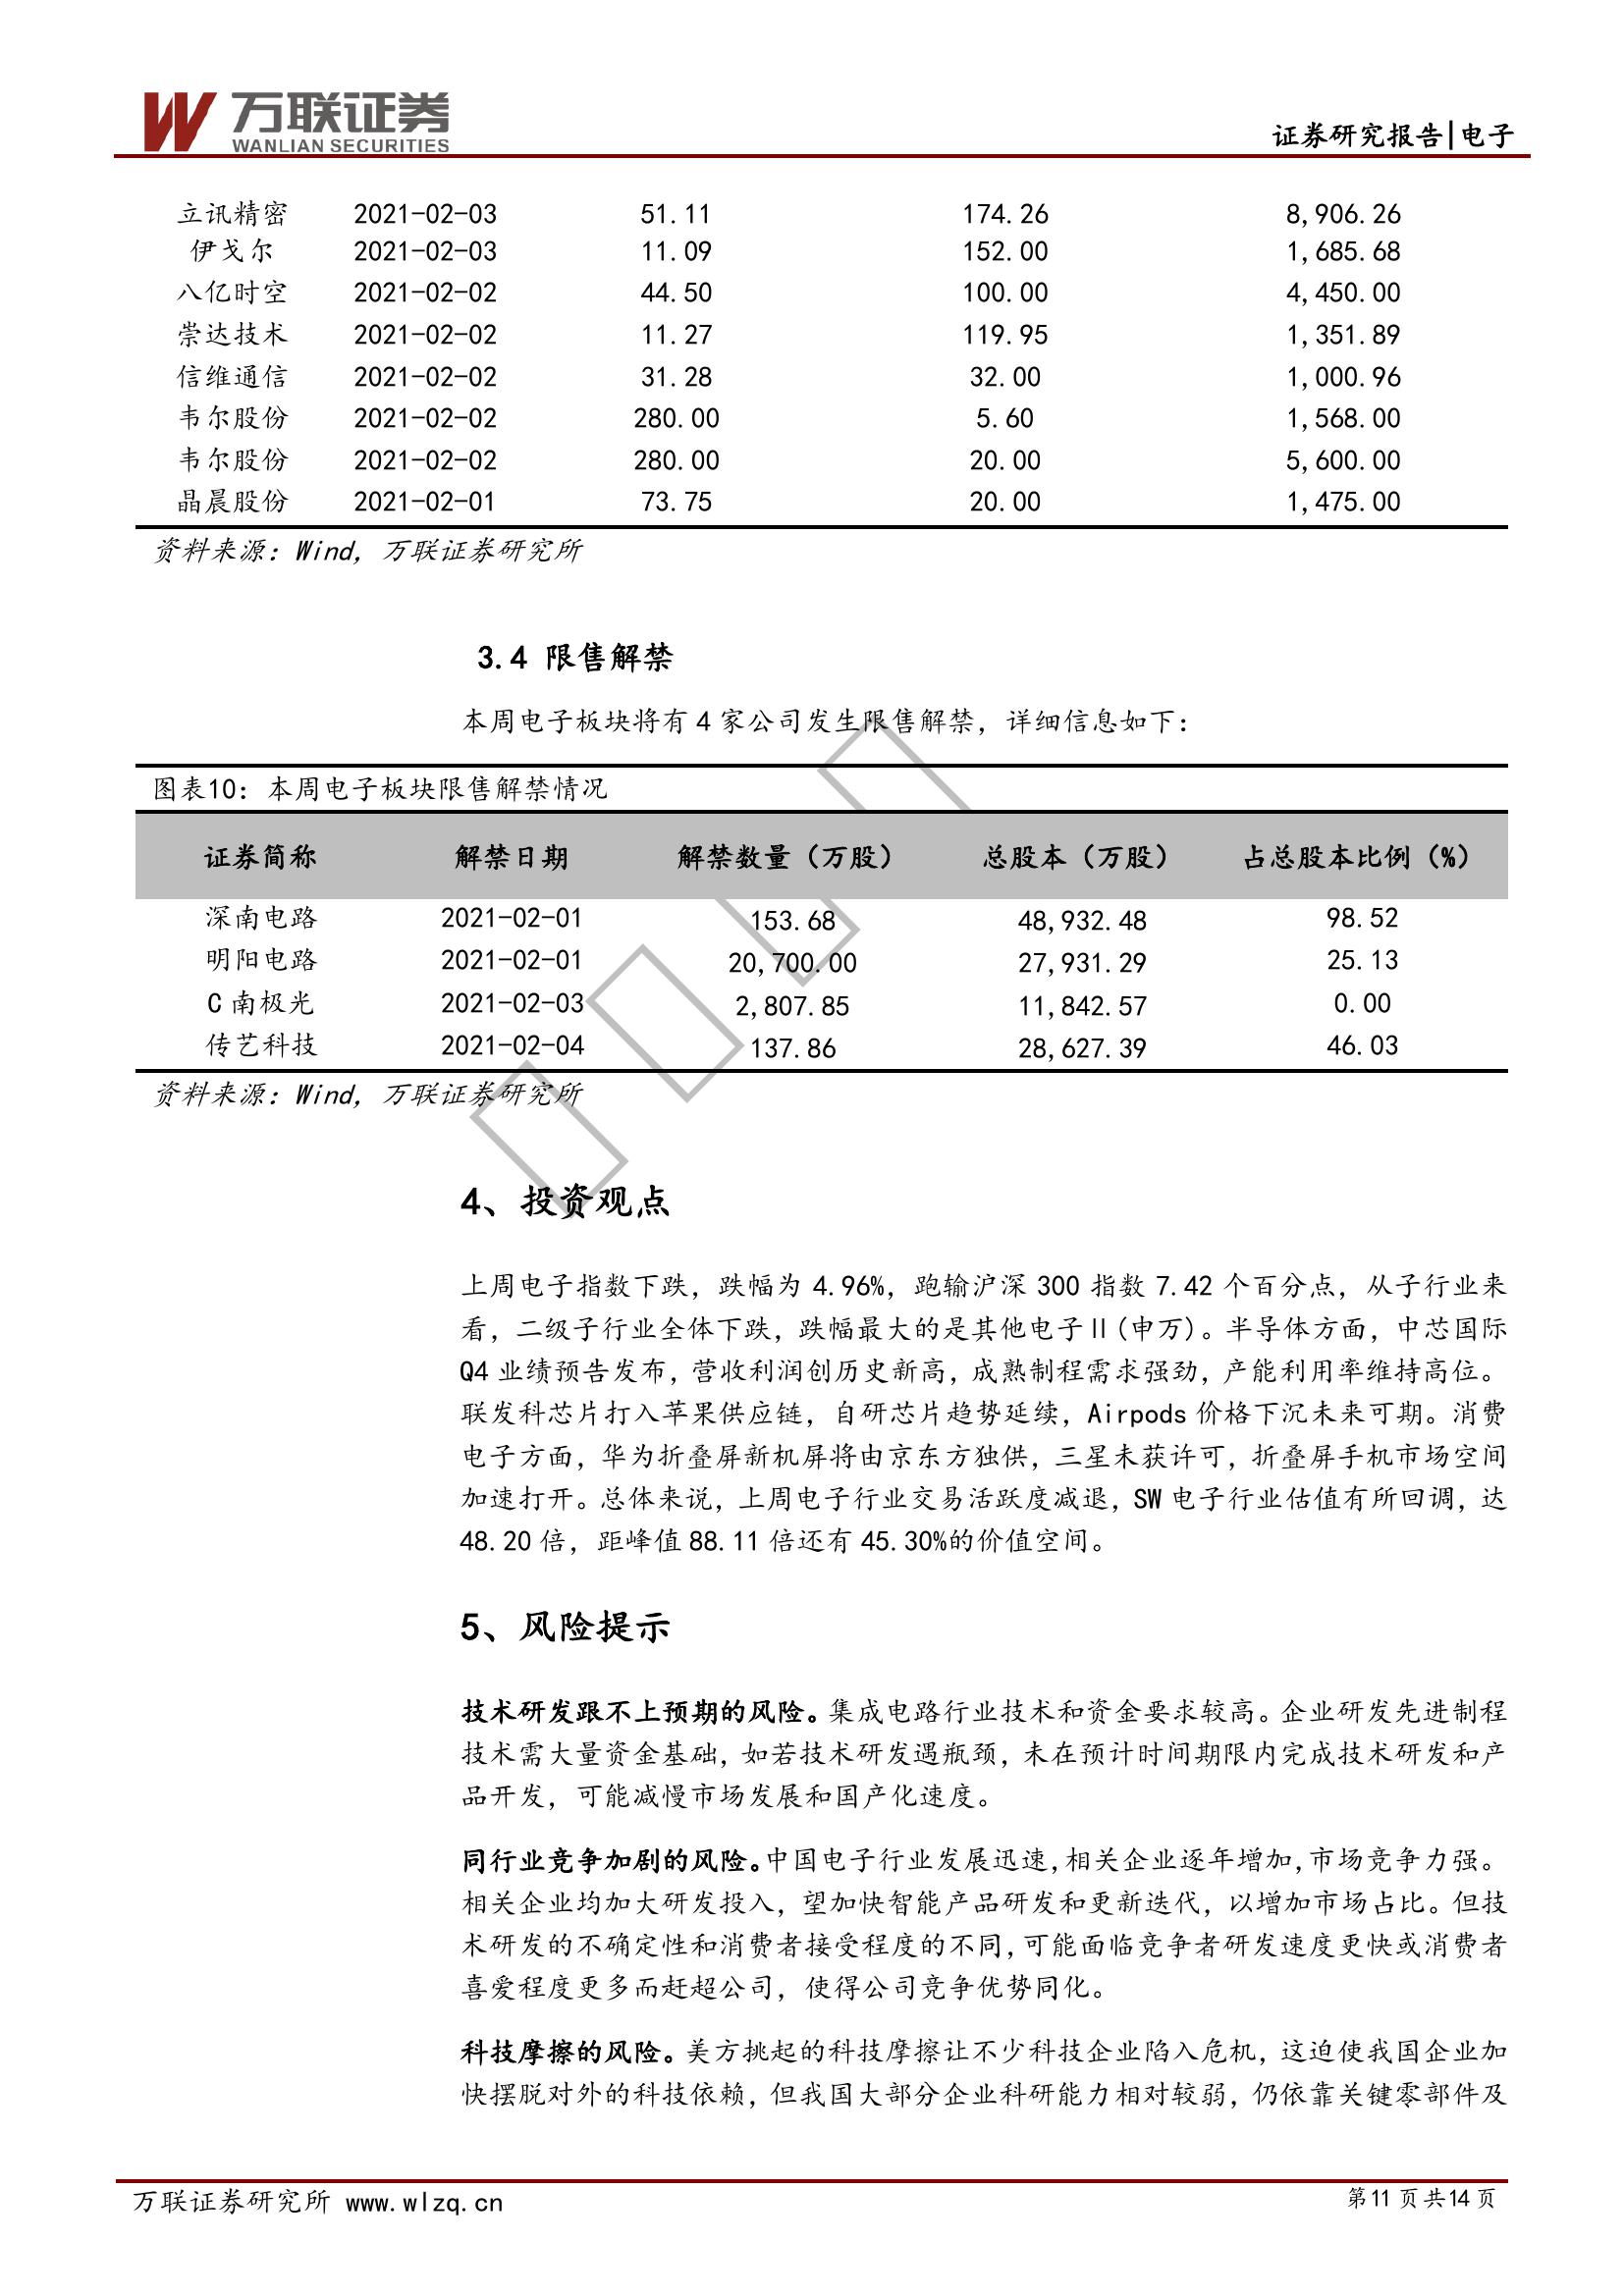 万联证券
WANLIAN SECURITIES
证券研究报告|电子
立讯精密 2021-02-03 51.11 174.26 8,906.26
伊戈尔 2021-02-03 11.09 152.00 1,685.68
八亿时空 2021-02-02 44.50 100.00 4,450.00
崇达技术 2021-02-02 11.27 119.95 1,351.89
信维通信 2021-02-02 31.28 32.00 1,000.96
韦尔股份 2021-02-02 280.00 5.60 1,568.00
韦尔股份 2021-02-02 280.00 20.00 5,600.00
晶晨股份 2021-02-01 73.75 20.00 1,475.00
资料来源：Wind，万联证券研究所
3.4 限售解禁
本周电子板块将有 4 家公司发生限售解禁，详细信息如下：
图表10：本周电子板块限售解禁情况
证券简称 解禁日期 解禁数量（万股） 总股本（万股） 占总股本比例（%）
深南电路 2021-02-01 153.68 48,932.48 98.52
明阳电路 2021-02-01 20,700.00 27,931.29 25.13
C 南极光 2021-02-03 2,807.85 11,842.57 0.00
传艺科技 2021-02-04 137.86 28,627.39 46.03
资料来源：Wind，万联证券研究所
4、投资观点
上周电子指数下跌，跌幅为 4.96%，跑输沪深 300 指数 7.42 个百分点，从子行业来
看，二级子行业全体下跌，跌幅最大的是其他电子Ⅱ(申万)。半导体方面，中芯国际
Q4 业绩预告发布，营收利润创历史新高，成熟制程需求强劲，产能利用率维持高位。
联发科芯片打入苹果供应链，自研芯片趋势延续，Airpods 价格下沉未来可期。消费
电子方面，华为折叠屏新机屏将由京东方独供，三星未获许可，折叠屏手机市场空间
加速打开。总体来说，上周电子行业交易活跃度减退，SW 电子行业估值有所回调，达
48.20 倍，距峰值 88.11 倍还有 45.30%的价值空间。
5、风险提示
技术研发跟不上预期的风险。集成电路行业技术和资金要求较高。企业研发先进制程
技术需大量资金基础，如若技术研发遇瓶颈，未在预计时间期限内完成技术研发和产
品开发，可能减慢市场发展和国产化速度。
同行业竞争加剧的风险。中国电子行业发展迅速，相关企业逐年增加，市场竞争力强。
相关企业均加大研发投入，望加快智能产品研发和更新迭代，以增加市场占比。但技
术研发的不确定性和消费者接受程度的不同，可能面临竞争者研发速度更快或消费者
喜爱程度更多而赶超公司，使得公司竞争优势同化。
科技摩擦的风险。美方挑起的科技摩擦让不少科技企业陷入危机，这迫使我国企业加
快摆脱对外的科技依赖，但我国大部分企业科研能力相对较弱，仍依靠关键零部件及
万联证券研究所 www.wlzq.cn
第 11 页 共 14 页